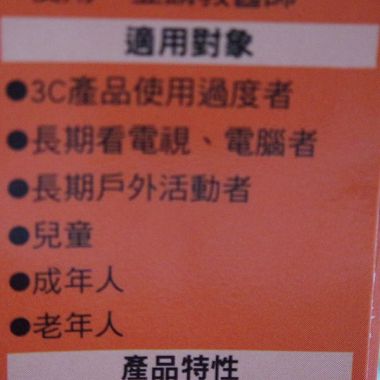 適用對象
●3C產品使用過度者
●長期看電視、電腦者
●長期戶外活動者
●兒童
●成年人
●老年人
產品特性